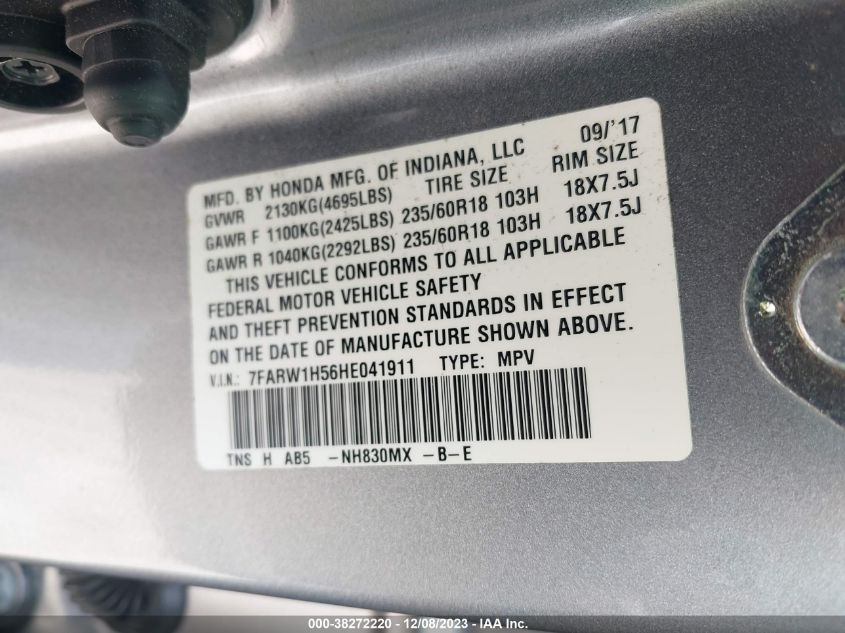 MFD. BY HONDA MFG. OF INDIANA, LLC 09/'17
GVWR 2130KG(4695LBS) TIRE SIZE RIM SIZE
GAWR F 1100KG(2425LBS) 235/60R18 103H 18X7.5J
GAWR R 1040KG(2292LBS) 235/60R18 103H 18X7.5J
THIS VEHICLE CONFORMS TO ALL APPLICABLE
FEDERAL MOTOR VEHICLE SAFETY
AND THEFT PREVENTION STANDARDS IN EFFECT
ON THE DATE OF MANUFACTURE SHOWN ABOVE.
V.I.N.: 7FARW1H56HE041911 TYPE: MPV
TNS H AB5 -NH830MX -B-E
000-38272220 - 12/08/2023 - IAA Inc.